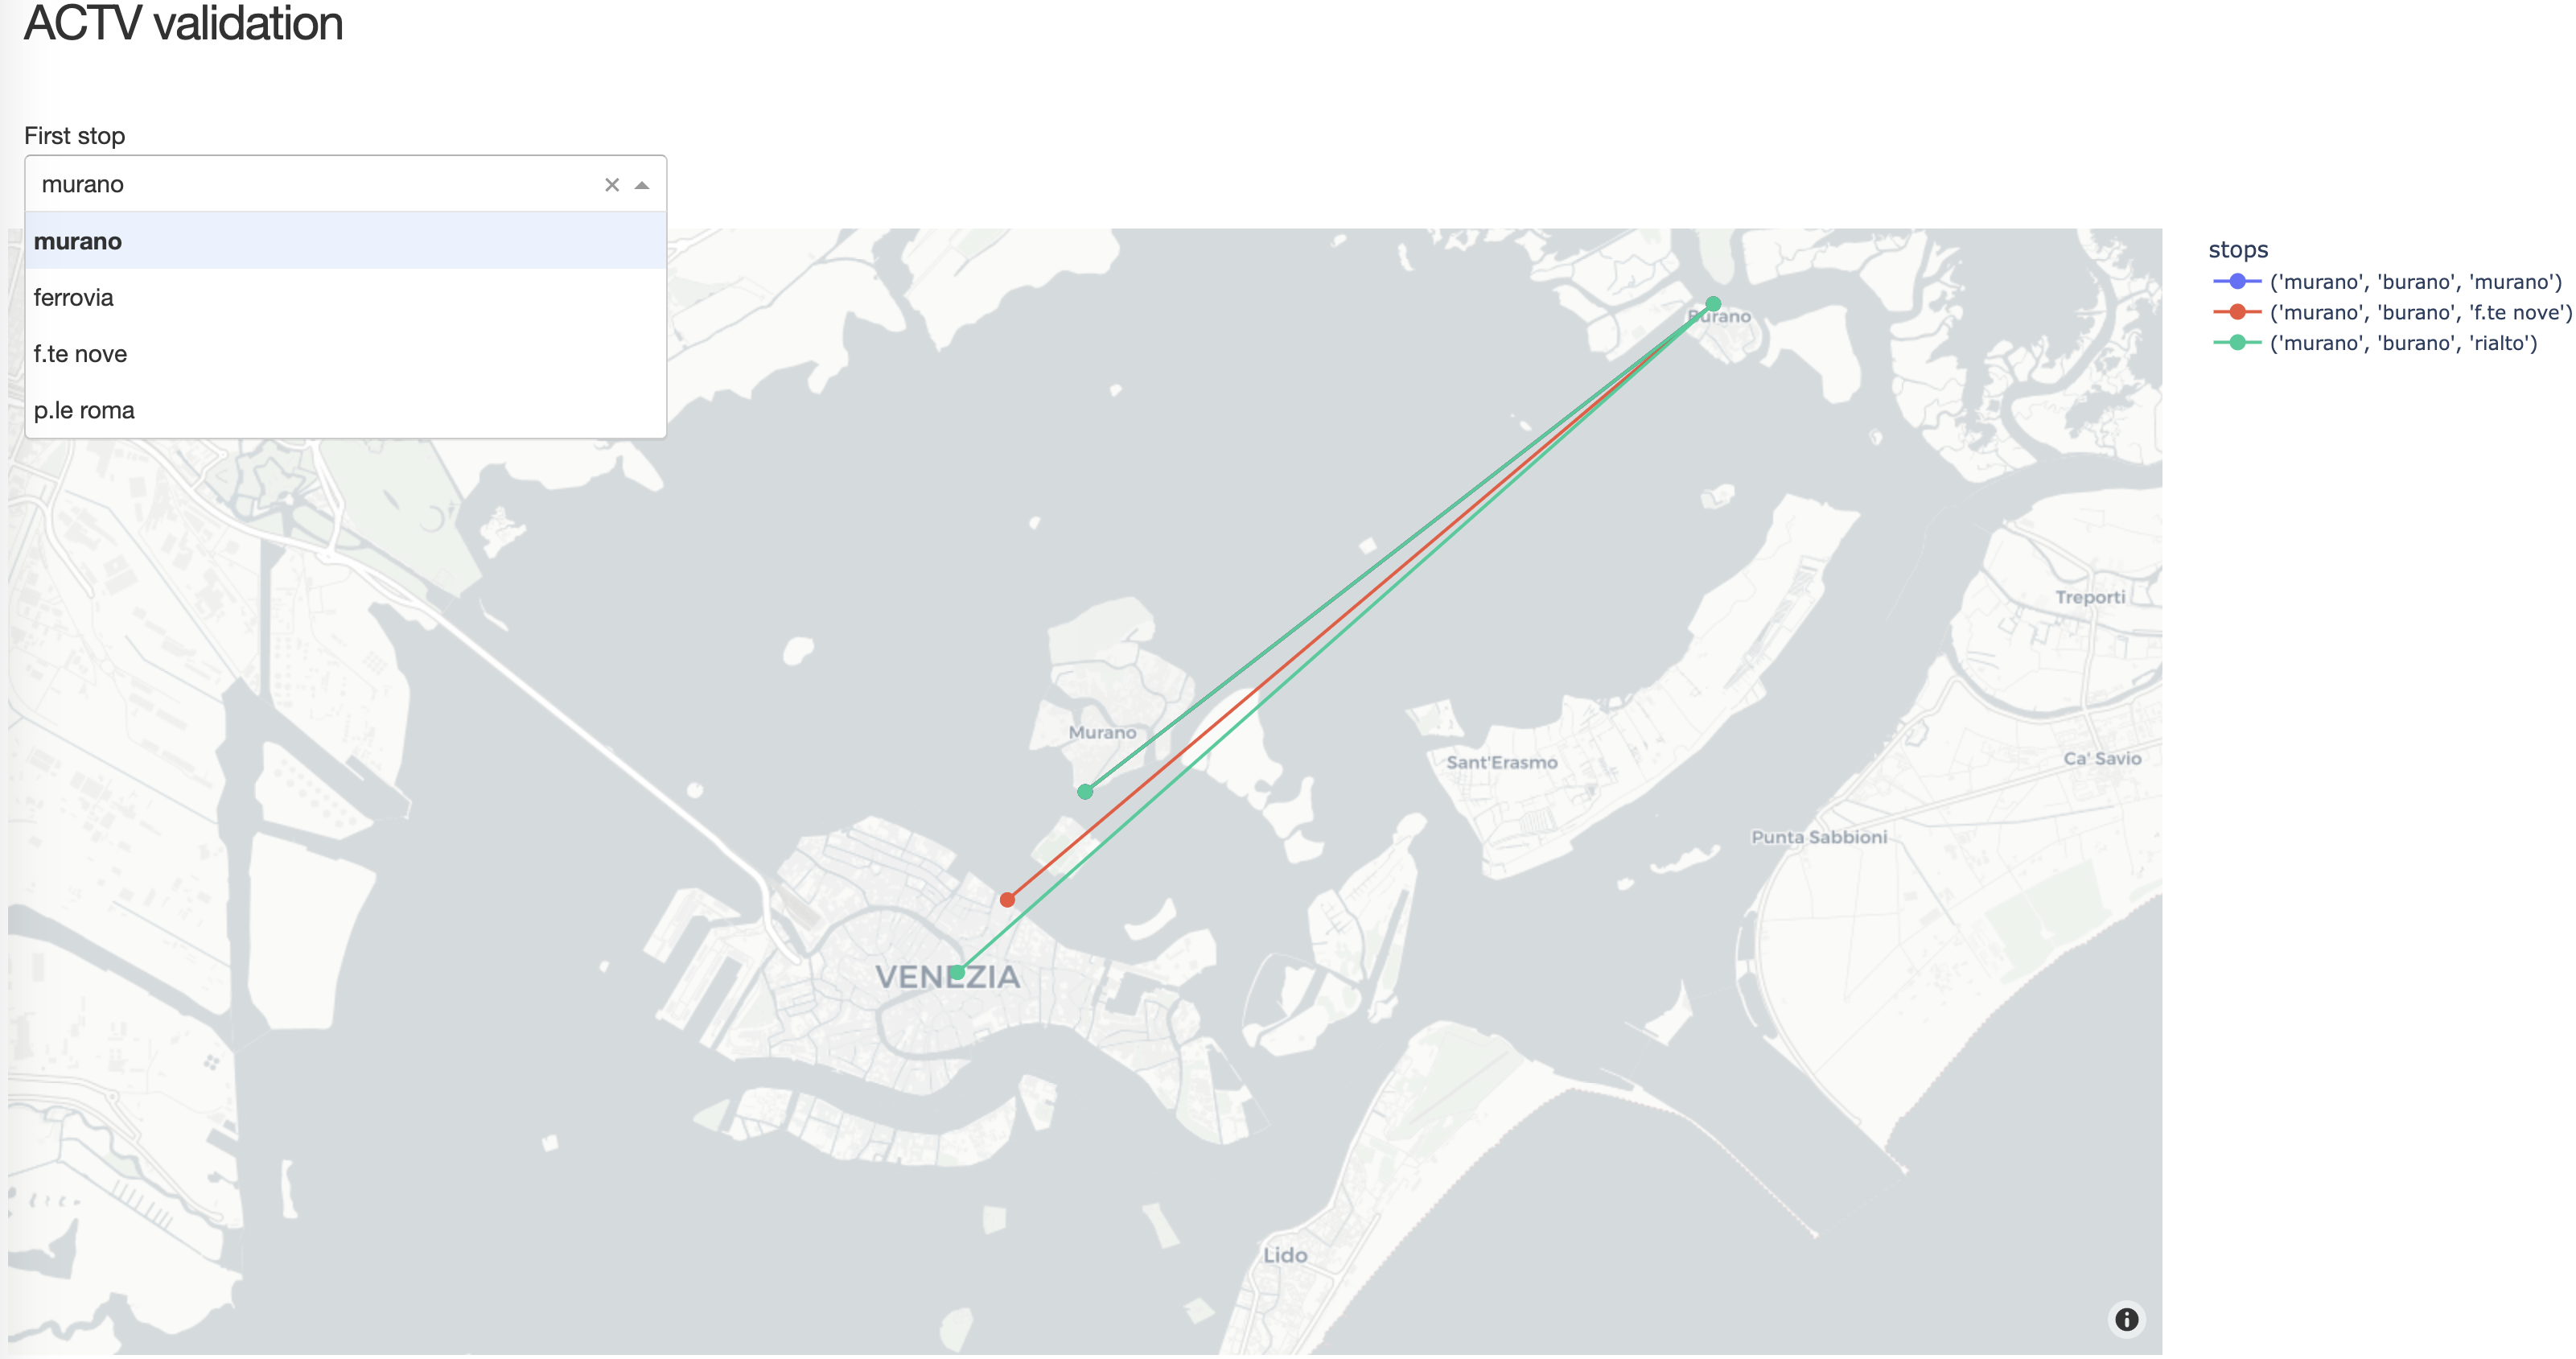 ACTV validation
First stop
murano
murano
ferrovia
f.te nove
p.le roma
stops
('murano', 'burano', 'murano')
('murano', 'burano', 'f.te nove')
('murano', 'burano', 'rialto')
Burano
Treporti
Murano
Sant'Erasmo
Ca' Savio
Punta Sabbioni
VENEZIA
Lido